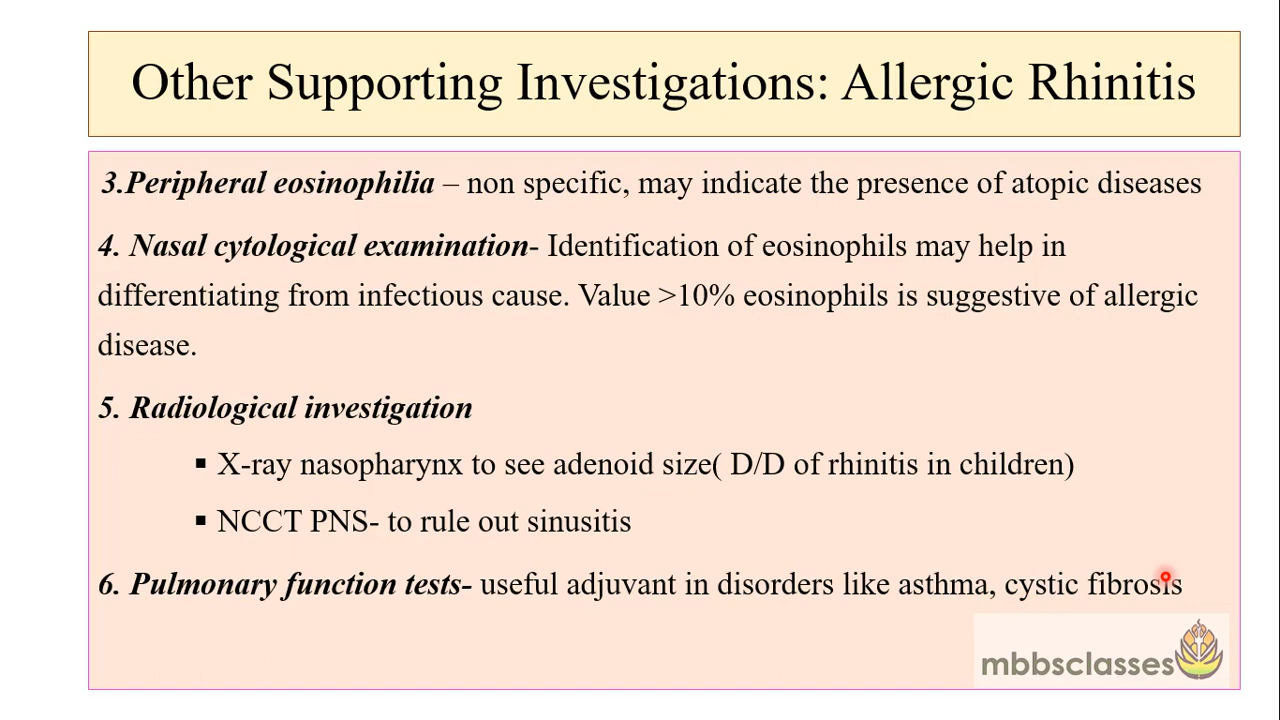 Other Supporting Investigations: Allergic Rhinitis
3.Peripheral eosinophilia – non specific, may indicate the presence of atopic diseases
4. Nasal cytological examination- Identification of eosinophils may help in
differentiating from infectious cause. Value >10% eosinophils is suggestive of allergic
disease.
5. Radiological investigation
▪ X-ray nasopharynx to see adenoid size( D/D of rhinitis in children)
▪ NCCT PNS- to rule out sinusitis
6. Pulmonary function tests- useful adjuvant in disorders like asthma, cystic fibrosis
mbbsclasses